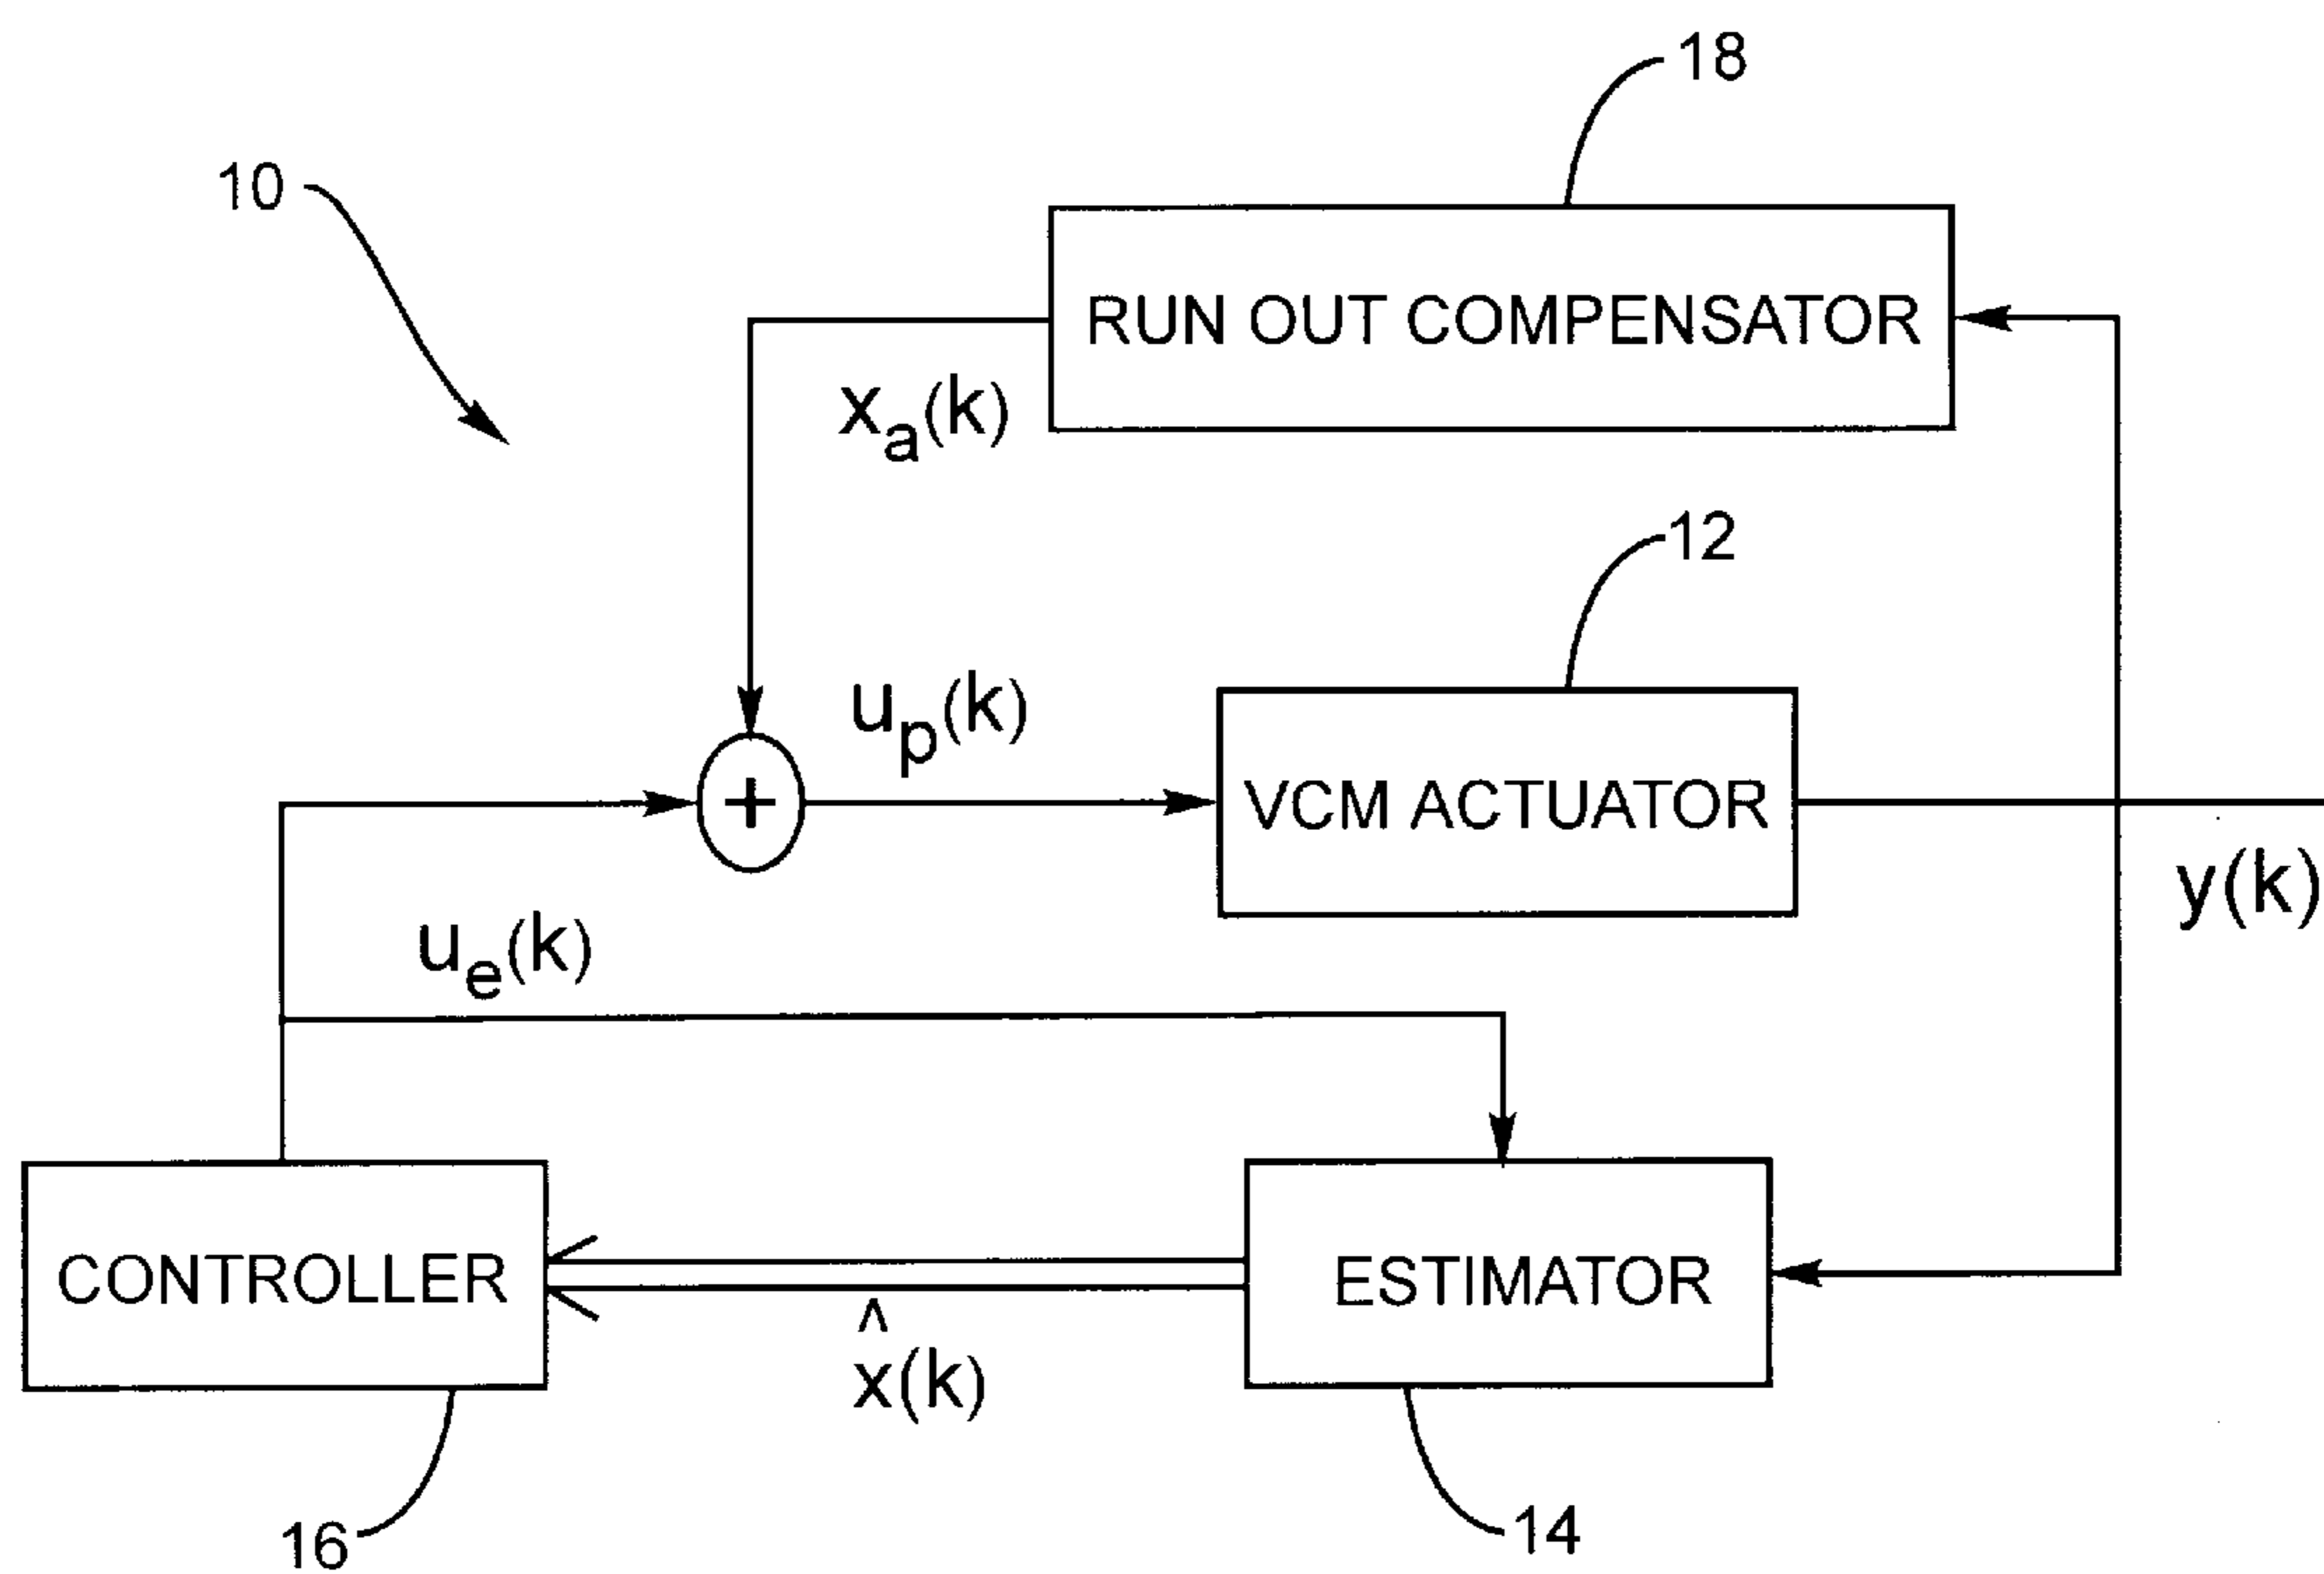 18
10
RUN OUT COMPENSATOR
xₐ(k)
12
uₚ(k)
+
VCM ACTUATOR
y(k)
uₑ(k)
CONTROLLER
ESTIMATOR
x̂(k)
16
14